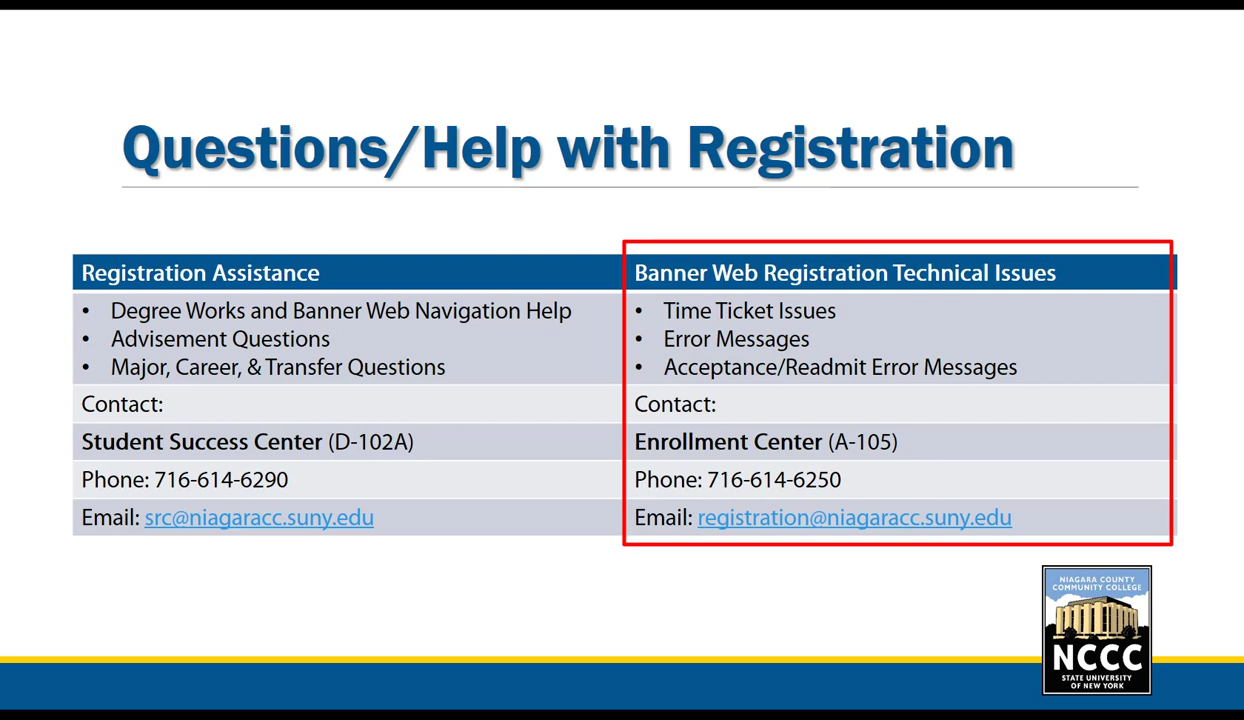 Questions/Help with Registration
Registration Assistance
• Degree Works and Banner Web Navigation Help
• Advisement Questions
• Major, Career, & Transfer Questions
Contact:
Student Success Center (D-102A)
Phone: 716-614-6290
Email: src@niagaracc.suny.edu
Banner Web Registration Technical Issues
• Time Ticket Issues
• Error Messages
• Acceptance/Readmit Error Messages
Contact:
Enrollment Center (A-105)
Phone: 716-614-6250
Email: registration@niagaracc.suny.edu
NIAGARA COUNTY
COMMUNITY COLLEGE
NCCC
STATE UNIVERSITY
OF NEW YORK